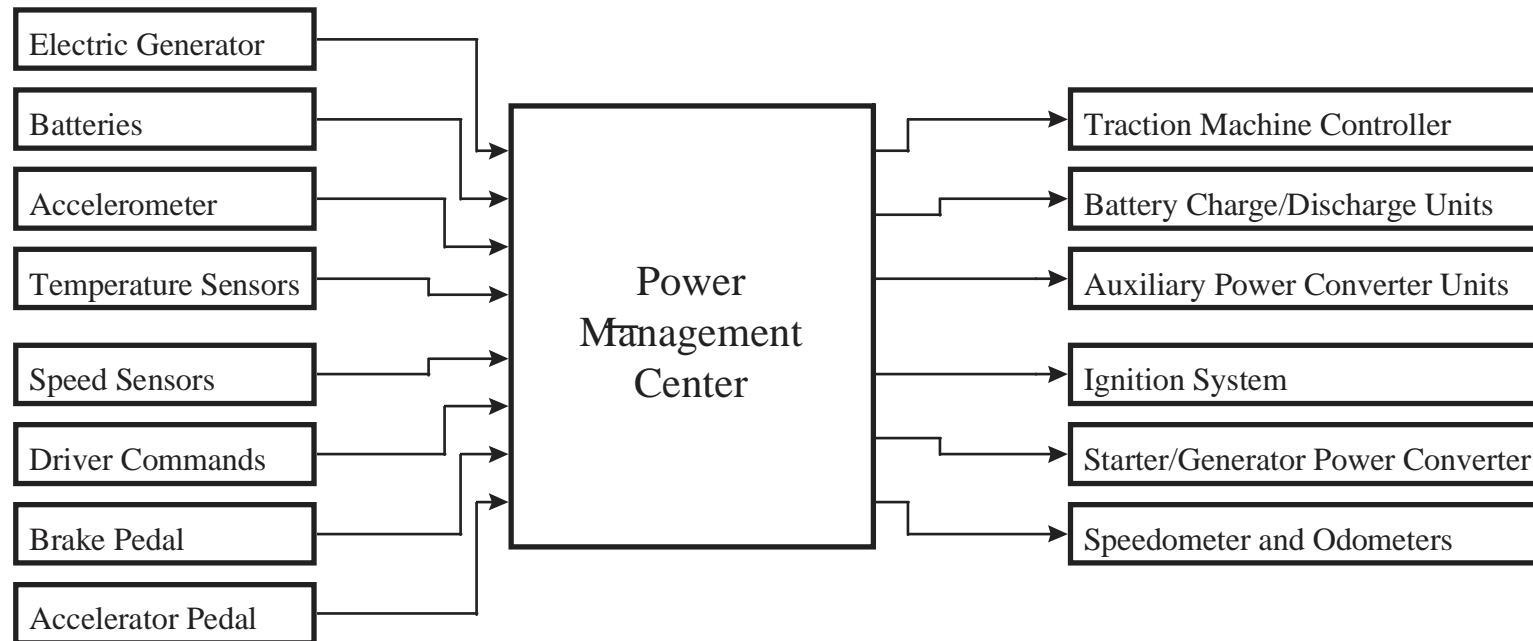 Electric Generator
Batteries
Accelerometer
Temperature Sensors
Speed Sensors
Driver Commands
Brake Pedal
Accelerator Pedal
Power
Management
Center
Traction Machine Controller
Battery Charge/Discharge Units
Auxiliary Power Converter Units
Ignition System
Starter/Generator Power Converter
Speedometer and Odometers